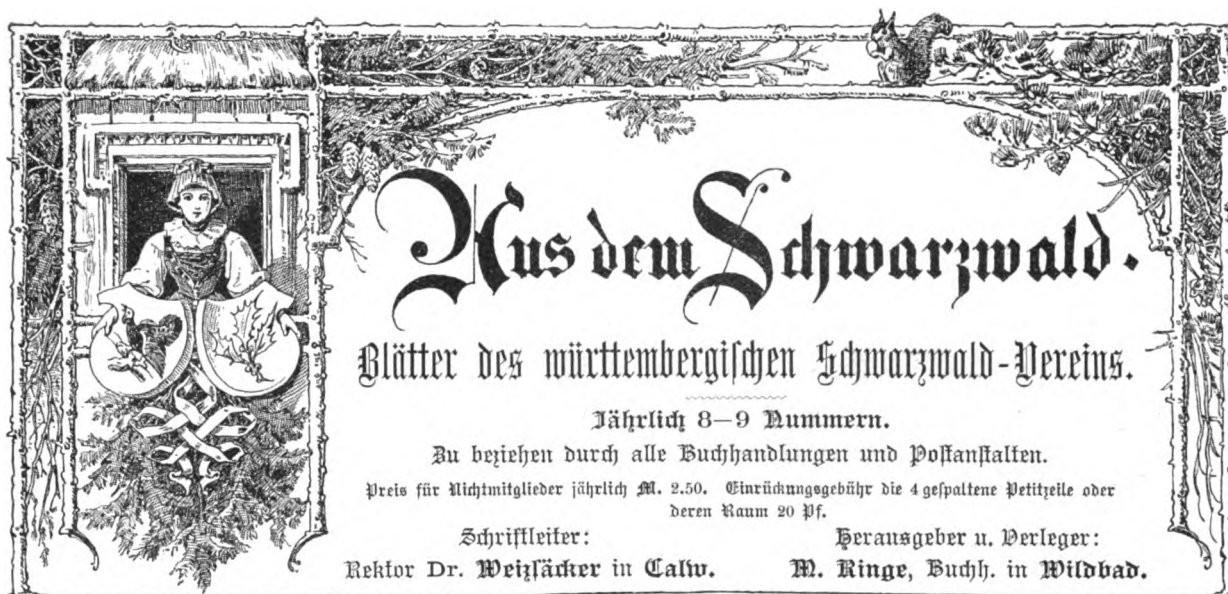 Aus dem Schwarzwald.
Blätter des württembergischen Schwarzwald-Vereins.
Jährlich 8–9 Nummern.
Zu beziehen durch alle Buchhandlungen und Postanstalten.
Preis für Nichtmitglieder jährlich M. 2.50. Einrückungsgebühr die 4 gespaltene Petitzeile oder
deren Raum 20 Pf.
Schriftleiter: Herausgeber u. Verleger:
Rektor Dr. Weizsäcker in Calw. M. Ringe, Buchh. in Wildbad.